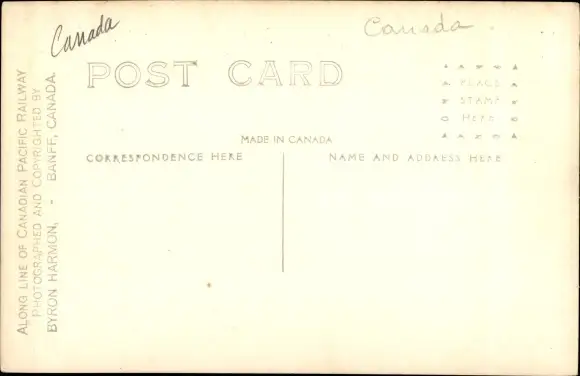 Canada
Canada
POST CARD
PLACE
STAMP
HERE
MADE IN CANADA
CORRESPONDENCE HERE
NAME AND ADDRESS HERE
ALONG LINE OF CANADIAN PACIFIC RAILWAY
PHOTOGRAPHED AND COPYRIGHTED BY
BYRON HARMON, - BANFF, CANADA.